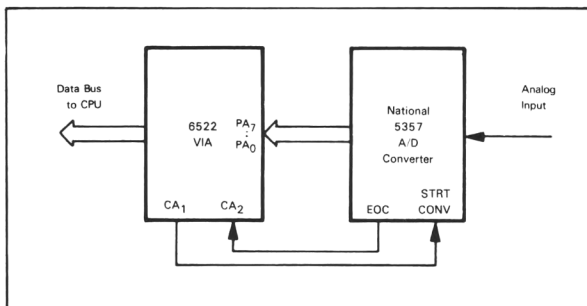 Data Bus
to CPU
6522
VIA
PA7
:
PA0
CA1
CA2
National
5357
A/D
Converter
STRT
CONV
EOC
Analog
Input